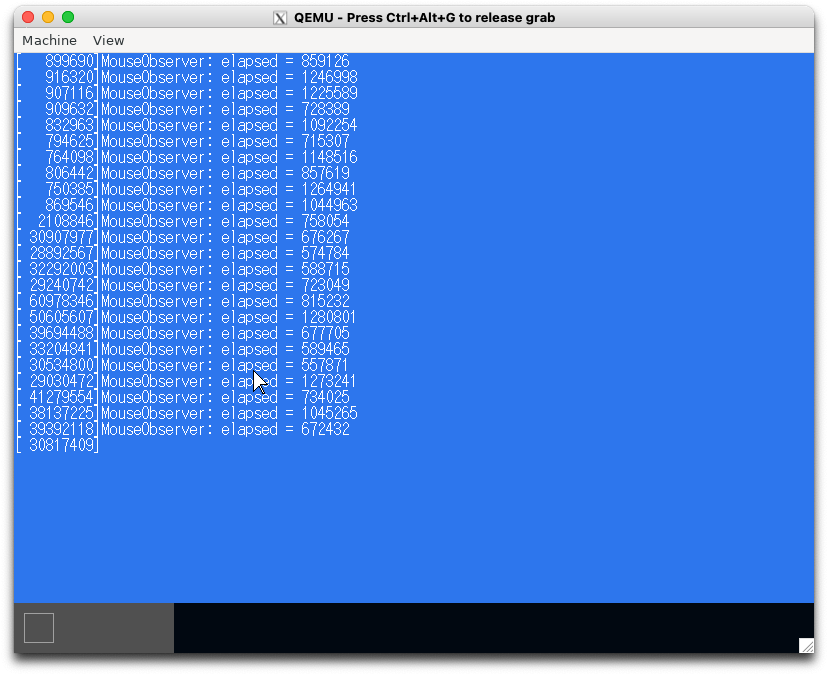 QEMU - Press Ctrl+Alt+G to release grab
Machine View
[   899690]MouseObserver: elapsed = 859126
[   916320]MouseObserver: elapsed = 1246998
[   907116]MouseObserver: elapsed = 1225589
[   909632]MouseObserver: elapsed = 728389
[   832963]MouseObserver: elapsed = 1092254
[   794625]MouseObserver: elapsed = 715307
[   764098]MouseObserver: elapsed = 1148516
[   806442]MouseObserver: elapsed = 857619
[   750385]MouseObserver: elapsed = 1264941
[   869546]MouseObserver: elapsed = 1044963
[  2108846]MouseObserver: elapsed = 758054
[ 30907977]MouseObserver: elapsed = 676267
[ 28892567]MouseObserver: elapsed = 574784
[ 32292003]MouseObserver: elapsed = 588715
[ 29240742]MouseObserver: elapsed = 723049
[ 60978346]MouseObserver: elapsed = 815232
[ 50605607]MouseObserver: elapsed = 1280801
[ 39694488]MouseObserver: elapsed = 677705
[ 33204841]MouseObserver: elapsed = 589465
[ 30534800]MouseObserver: elapsed = 557871
[ 29030472]MouseObserver: elapsed = 1273241
[ 41279554]MouseObserver: elapsed = 734025
[ 38137225]MouseObserver: elapsed = 1045265
[ 39392118]MouseObserver: elapsed = 672432
[ 30817409]